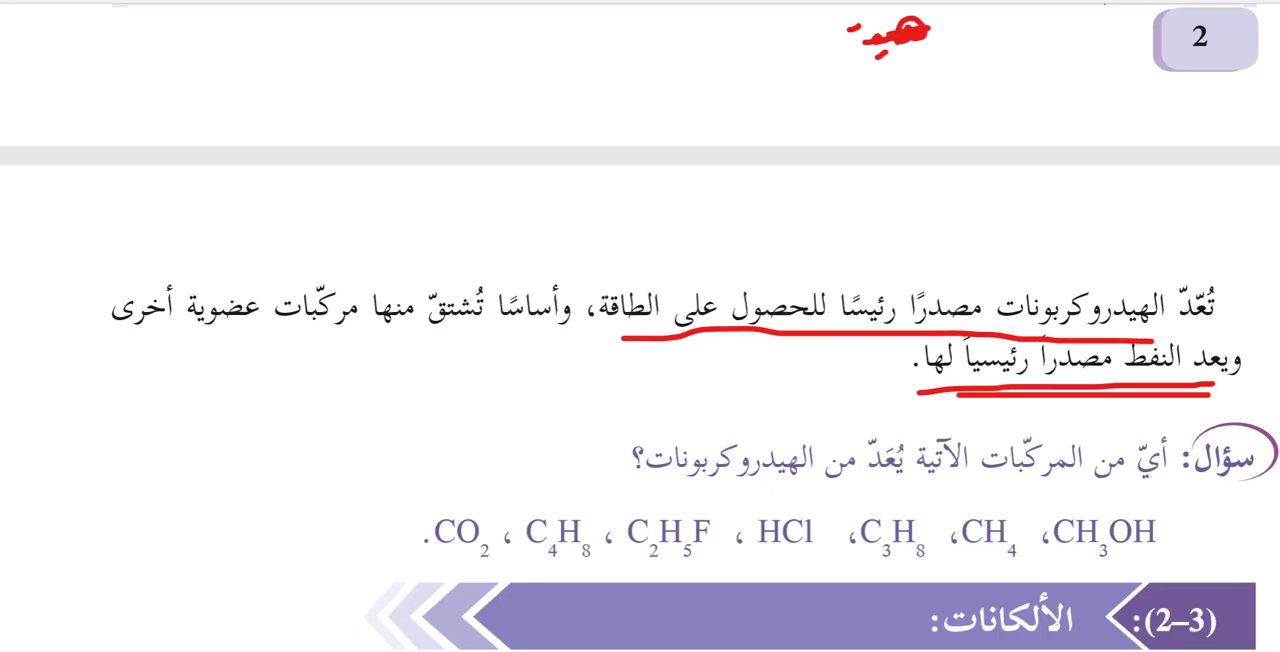 2
تُعّدّ الهيدروكربونات مصدرًا رئيسًا للحصول على الطاقة، وأساسًا تُشتقّ منها مركّبات عضوية أخرى
ويعد النفط مصدراً رئيسياً لها.
سؤال: أيّ من المركّبات الآتية يُعَدّ من الهيدروكربونات؟
CH₃OH، CH₄، C₃H₈، HCl ، C₂H₅F ، C₄H₈ ، CO₂.
(2–3): الألكانات: